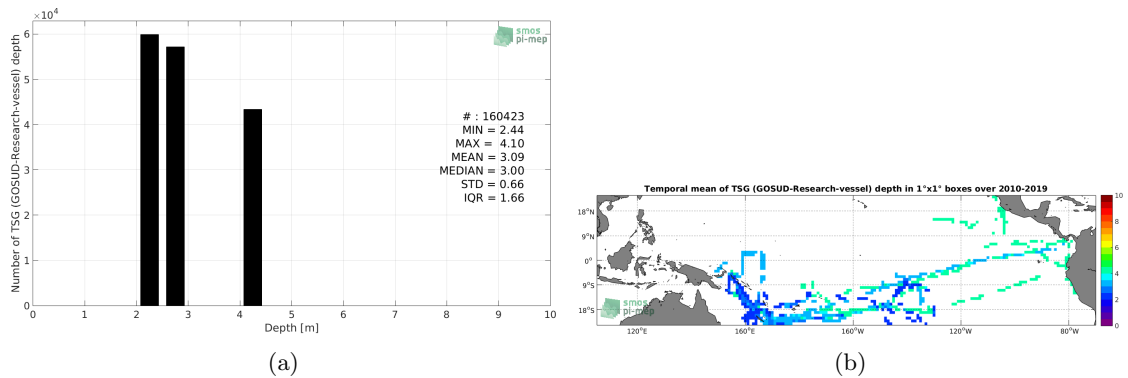 ×10⁴
6
5
4
3
2
1
0
Number of TSG (GOSUD-Research-vessel) depth
0 1 2 3 4 5 6 7 8 9 10
Depth [m]
smos
pi-mep
# : 160423
MIN = 2.44
MAX = 4.10
MEAN = 3.09
MEDIAN = 3.00
STD = 0.66
IQR = 1.66
(a)
Temporal mean of TSG (GOSUD-Research-vessel) depth in 1°x1° boxes over 2010-2019
18°N
9°N
0°
9°S
18°S
120°E 160°E 160°W 120°W 80°W
smos
pi-mep
10
8
6
4
2
0
(b)